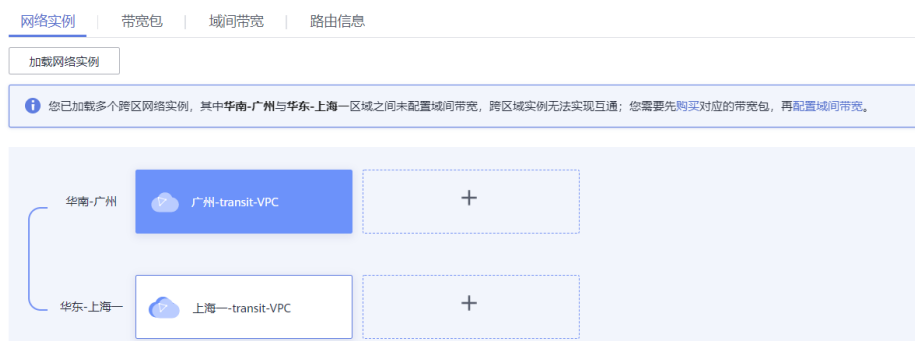 网络实例 带宽包 域间带宽 路由信息
加载网络实例
您已加载多个跨区网络实例，其中华南-广州与华东-上海一区域之间未配置域间带宽，跨区域实例无法实现互通；您需要先购买对应的带宽包，再配置域间带宽。
华南-广州 广州-transit-VPC
华东-上海一 上海一-transit-VPC